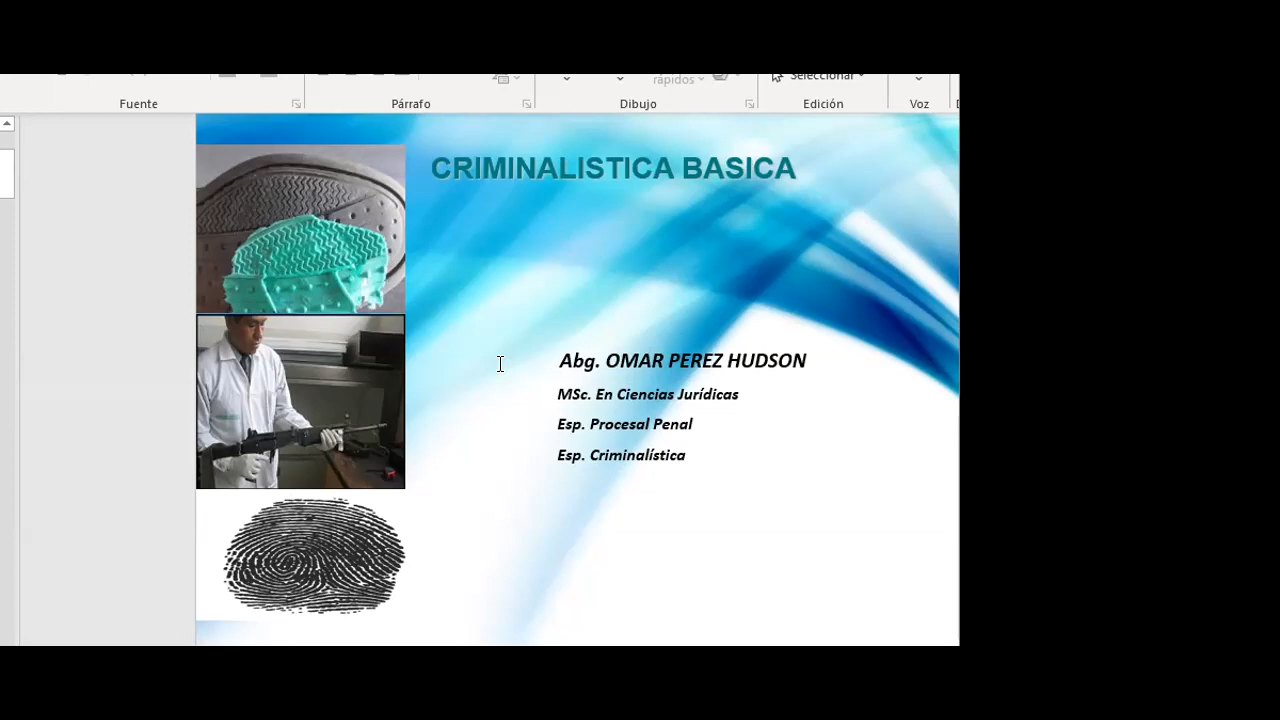 rápidos
Seleccionar
Fuente
Párrafo
Dibujo
Edición
Voz
CRIMINALISTICA BASICA
Abg. OMAR PEREZ HUDSON
MSc. En Ciencias Jurídicas
Esp. Procesal Penal
Esp. Criminalística